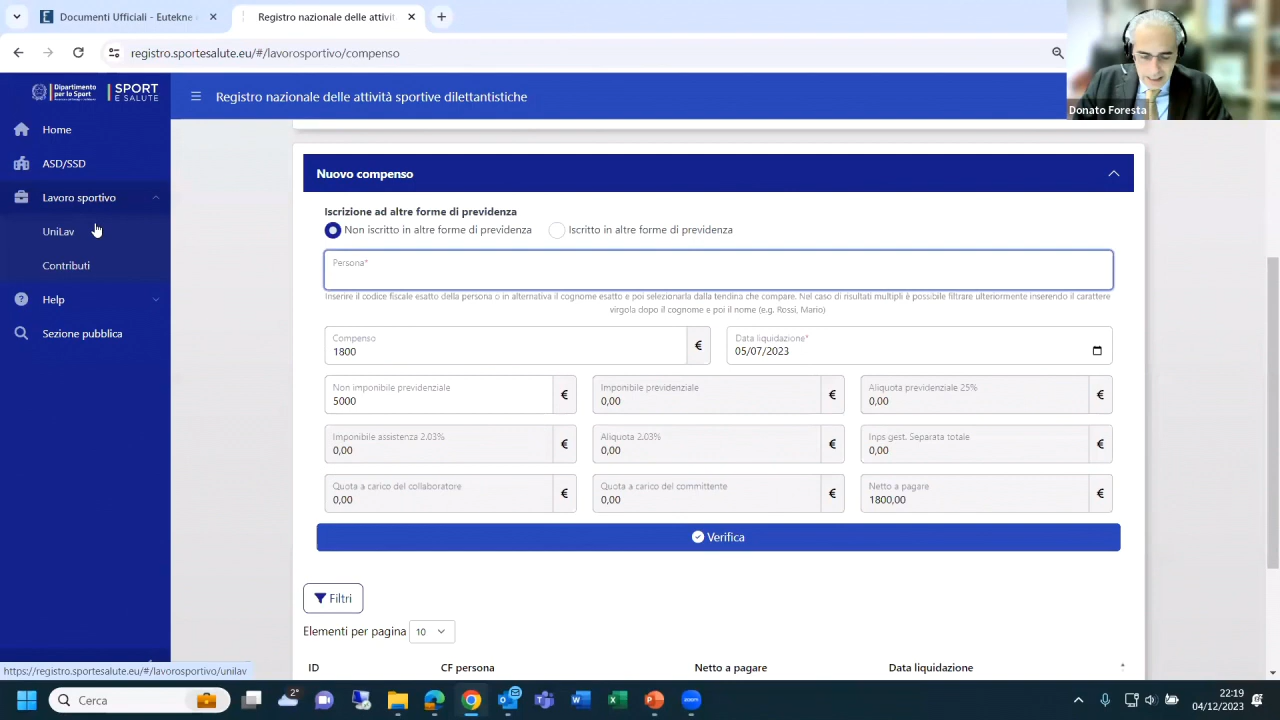 Documenti Ufficiali - Eutekne
Registro nazionale delle attivit
registro.sportesalute.eu/#/lavorosportivo/compenso
Dipartimento
per lo Sport
SPORT
E SALUTE
Registro nazionale delle attività sportive dilettantistiche
Donato Foresta
Home
ASD/SSD
Lavoro sportivo
UniLav
Contributi
Help
Sezione pubblica
Nuovo compenso
Iscrizione ad altre forme di previdenza
Non iscritto in altre forme di previdenza
Iscritto in altre forme di previdenza
Persona*
Inserire il codice fiscale esatto della persona o in alternativa il cognome esatto e poi selezionarla dalla tendina che compare. Nel caso di risultati multipli è possibile filtrare ulteriormente inserendo il carattere
virgola dopo il cognome e poi il nome (e.g. Rossi, Mario)
Compenso
1800
€
Data liquidazione*
05/07/2023
Non imponibile previdenziale
5000
€
Imponibile previdenziale
0,00
€
Aliquota previdenziale 25%
0,00
€
Imponibile assistenza 2.03%
0,00
€
Aliquota 2.03%
0,00
€
Inps gest. Separata totale
0,00
€
Quota a carico del collaboratore
0,00
€
Quota a carico del committente
0,00
€
Netto a pagare
1800,00
€
Verifica
Filtri
Elementi per pagina 10
ID CF persona Netto a pagare Data liquidazione
https://registro.sportesalute.eu/#/lavorosportivo/unilav
Cerca
22:19
04/12/2023